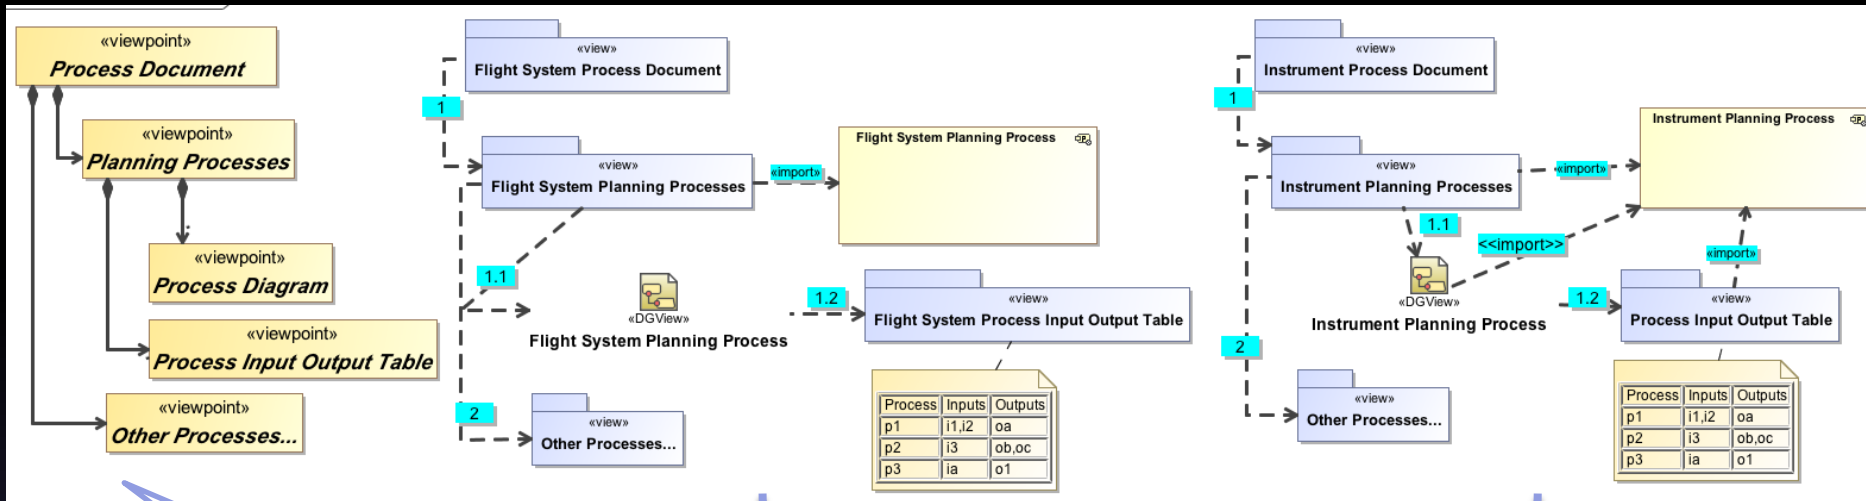 «viewpoint»
Process Document
«viewpoint»
Planning Processes
«viewpoint»
Process Diagram
«viewpoint»
Process Input Output Table
«viewpoint»
Other Processes...
«view»
Flight System Process Document
1
«view»
Flight System Planning Processes
«import»
Flight System Planning Process
1.1
«DGView»
Flight System Planning Process
1.2
«view»
Flight System Process Input Output Table
2
«view»
Other Processes...
Process Inputs Outputs
p1 i1,i2 oa
p2 i3 ob,oc
p3 ia o1
«view»
Instrument Process Document
1
«view»
Instrument Planning Processes
«import»
Instrument Planning Process
1.1
<<import>>
«import»
«DGView»
Instrument Planning Process
1.2
«view»
Process Input Output Table
2
«view»
Other Processes...
Process Inputs Outputs
p1 i1,i2 oa
p2 i3 ob,oc
p3 ia o1